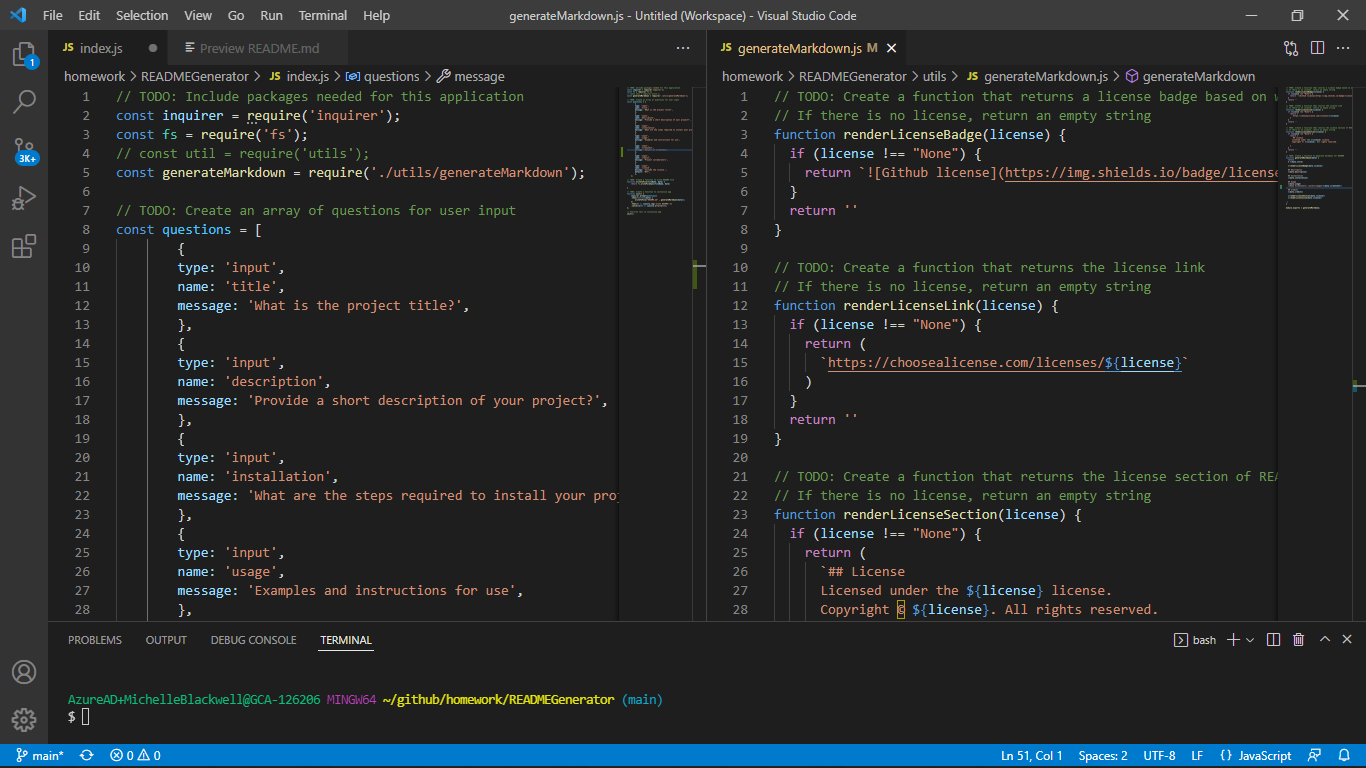 File Edit Selection View Go Run Terminal Help generateMarkdown.js - Untitled (Workspace) - Visual Studio Code
JS index.js Preview README.md ···
homework > READMEGenerator > JS index.js > questions > message
1 // TODO: Include packages needed for this application
2 const inquirer = require('inquirer');
3 const fs = require('fs');
4 // const util = require('utils');
5 const generateMarkdown = require('./utils/generateMarkdown');
6
7 // TODO: Create an array of questions for user input
8 const questions = [
9 {
10 type: 'input',
11 name: 'title',
12 message: 'What is the project title?',
13 },
14 {
15 type: 'input',
16 name: 'description',
17 message: 'Provide a short description of your project?',
18 },
19 {
20 type: 'input',
21 name: 'installation',
22 message: 'What are the steps required to install your pro
23 },
24 {
25 type: 'input',
26 name: 'usage',
27 message: 'Examples and instructions for use',
28 },
JS generateMarkdown.js M
homework > READMEGenerator > utils > JS generateMarkdown.js > generateMarkdown
1 // TODO: Create a function that returns a license badge based on
2 // If there is no license, return an empty string
3 function renderLicenseBadge(license) {
4 if (license !== "None") {
5 return `![Github license](https://img.shields.io/badge/license
6 }
7 return ''
8 }
9
10 // TODO: Create a function that returns the license link
11 // If there is no license, return an empty string
12 function renderLicenseLink(license) {
13 if (license !== "None") {
14 return (
15 `https://choosealicense.com/licenses/${license}`
16 )
17 }
18 return ''
19 }
20
21 // TODO: Create a function that returns the license section of REA
22 // If there is no license, return an empty string
23 function renderLicenseSection(license) {
24 if (license !== "None") {
25 return (
26 `## License
27 Licensed under the ${license} license.
28 Copyright © ${license}. All rights reserved.
PROBLEMS OUTPUT DEBUG CONSOLE TERMINAL bash
AzureAD+MichelleBlackwell@GCA-126206 MINGW64 ~/github/homework/READMEGenerator (main)
$
1
3K+
main* 0 0 Ln 51, Col 1 Spaces: 2 UTF-8 LF {} JavaScript